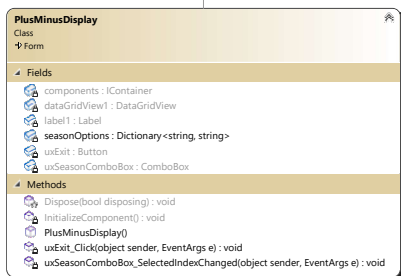 PlusMinusDisplay
Class
Form
Fields
components : IContainer
dataGridView1 : DataGridView
label1 : Label
seasonOptions : Dictionary<string, string>
uxExit : Button
uxSeasonComboBox : ComboBox
Methods
Dispose(bool disposing) : void
InitializeComponent() : void
PlusMinusDisplay()
uxExit_Click(object sender, EventArgs e) : void
uxSeasonComboBox_SelectedIndexChanged(object sender, EventArgs e) : void